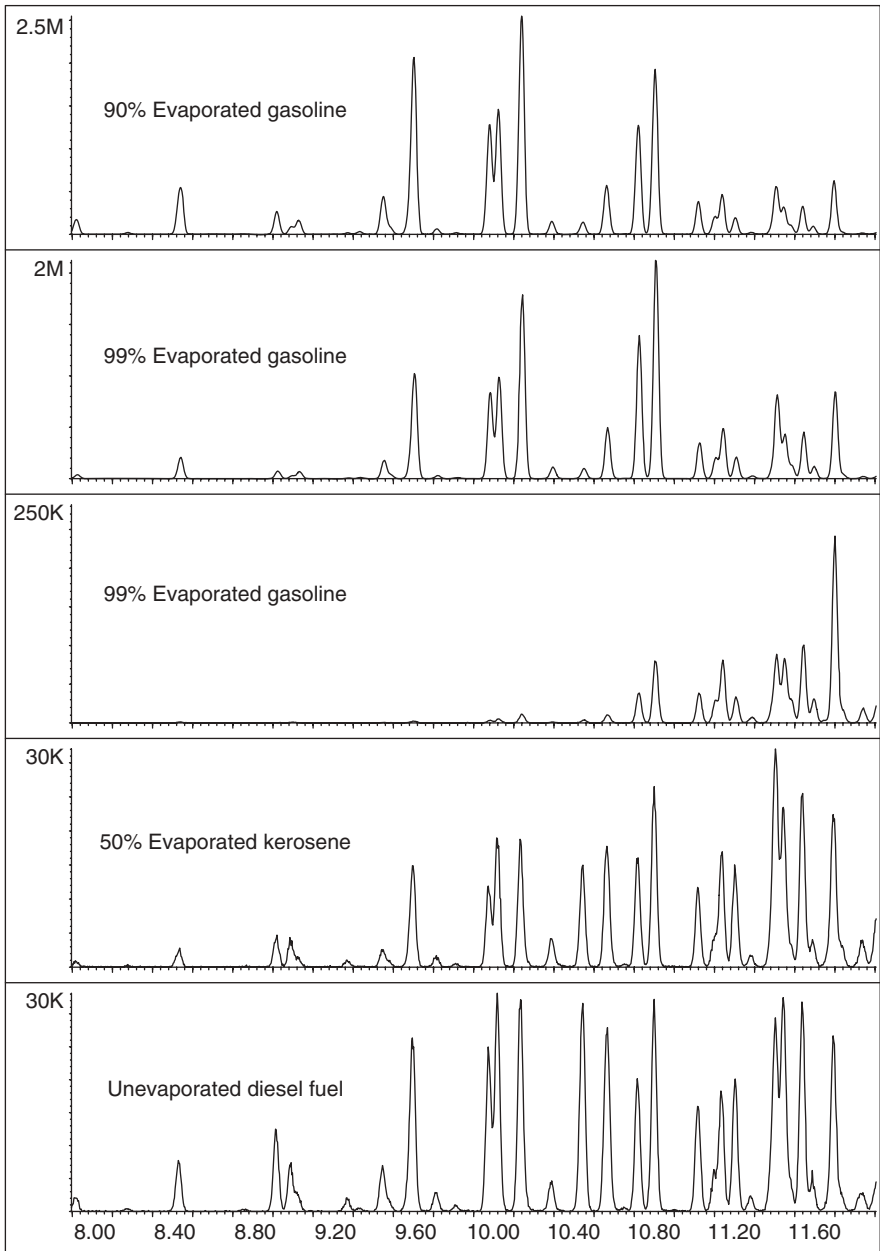 2.5M
90% Evaporated gasoline
2M
99% Evaporated gasoline
250K
99% Evaporated gasoline
30K
50% Evaporated kerosene
30K
Unevaporated diesel fuel
8.00 8.40 8.80 9.20 9.60 10.00 10.40 10.80 11.20 11.60